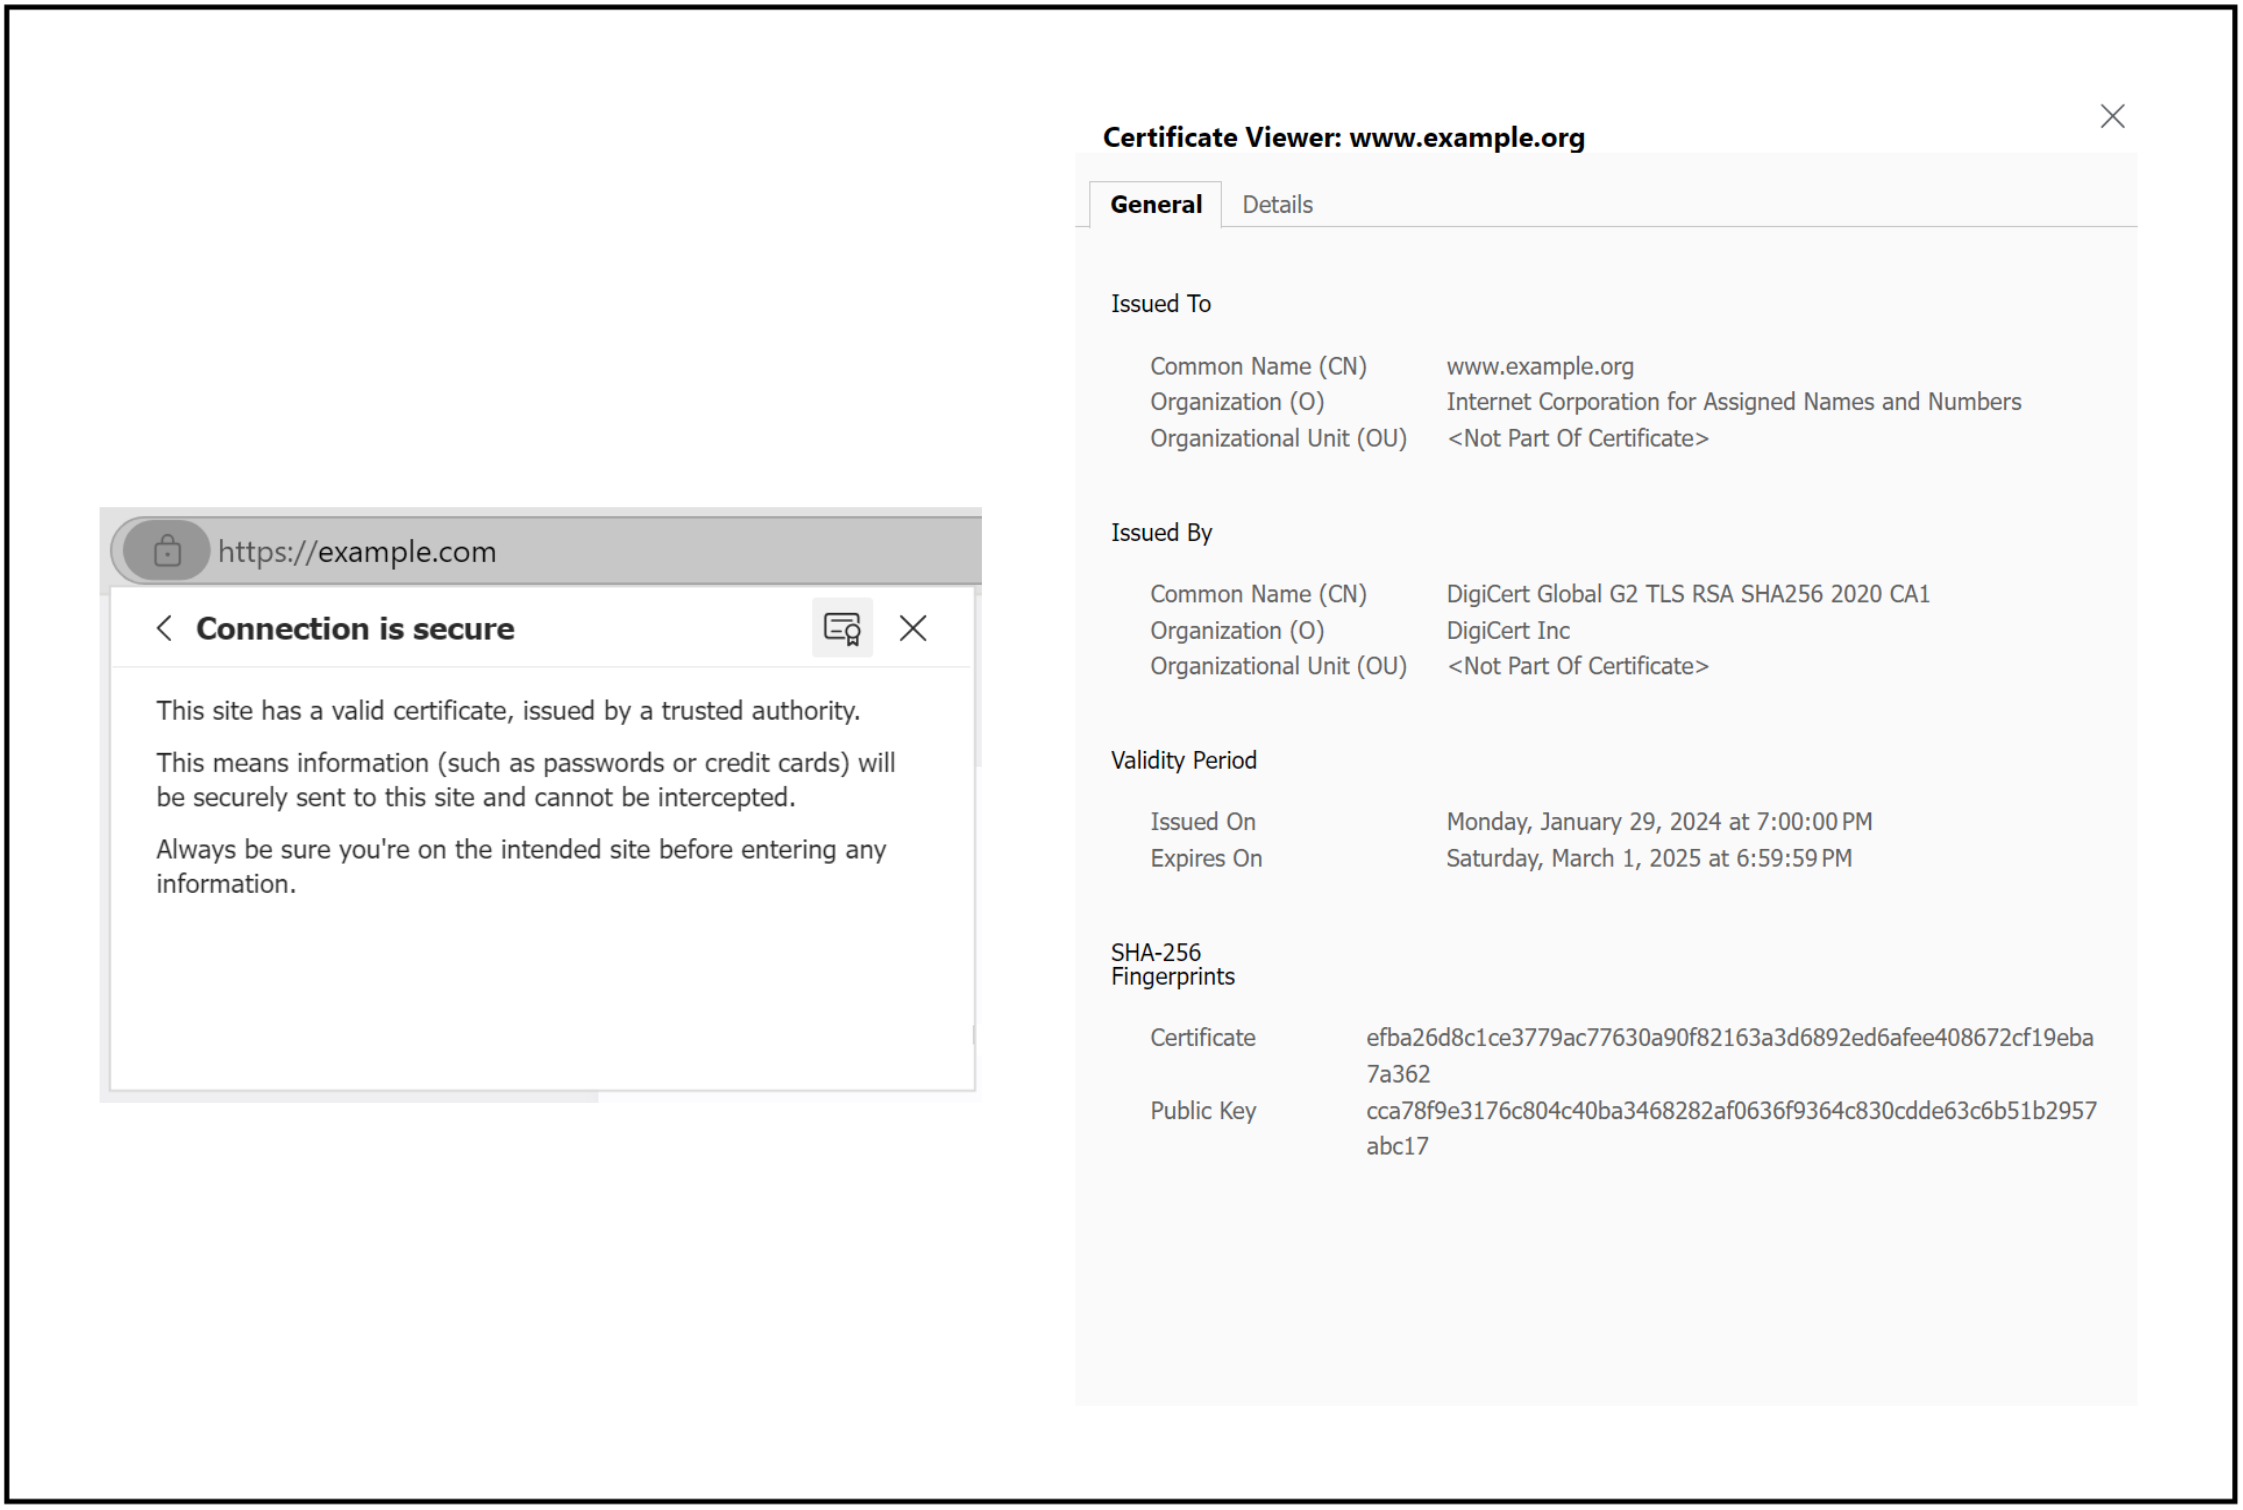 https://example.com
Connection is secure
This site has a valid certificate, issued by a trusted authority.
This means information (such as passwords or credit cards) will
be securely sent to this site and cannot be intercepted.
Always be sure you're on the intended site before entering any
information.
Certificate Viewer: www.example.org
General Details
Issued To
Common Name (CN) www.example.org
Organization (O) Internet Corporation for Assigned Names and Numbers
Organizational Unit (OU) <Not Part Of Certificate>
Issued By
Common Name (CN) DigiCert Global G2 TLS RSA SHA256 2020 CA1
Organization (O) DigiCert Inc
Organizational Unit (OU) <Not Part Of Certificate>
Validity Period
Issued On Monday, January 29, 2024 at 7:00:00 PM
Expires On Saturday, March 1, 2025 at 6:59:59 PM
SHA-256
Fingerprints
Certificate efba26d8c1ce3779ac77630a90f82163a3d6892ed6afee408672cf19eba
7a362
Public Key cca78f9e3176c804c40ba3468282af0636f9364c830cdde63c6b51b2957
abc17